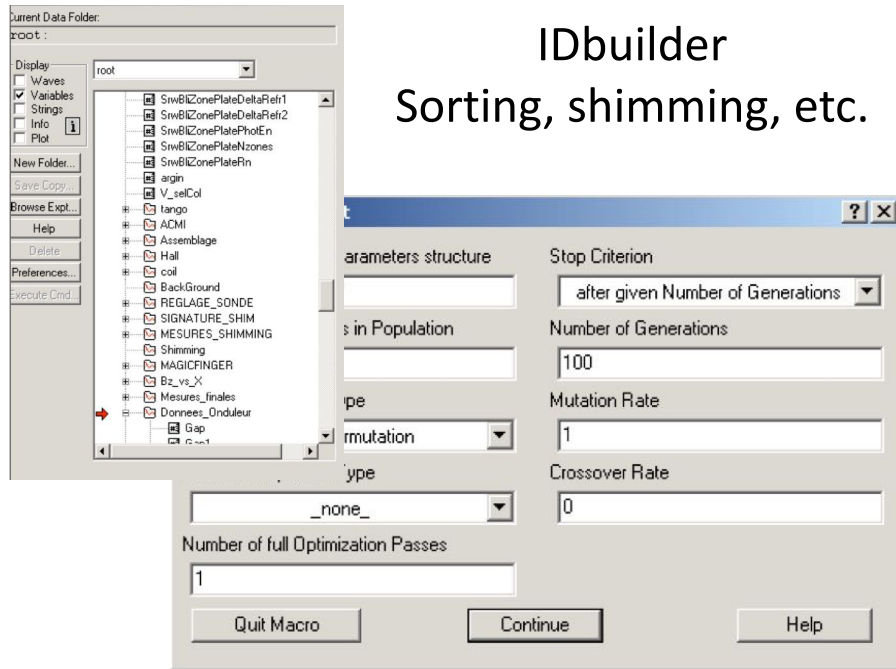 Current Data Folder:
root:
Display
Waves
Variables
Strings
Info
Plot
New Folder...
Save Copy...
Browse Expt...
Help
Delete
Preferences...
Execute Cmd...
root
SrwBliZonePlateDeltaRefr1
SrwBliZonePlateDeltaRefr2
SrwBliZonePlatePhotEn
SrwBliZonePlateNzones
SrwBliZonePlateRn
argin
V_selCol
tango
ACMI
Assemblage
Hall
coil
BackGround
REGLAGE_SONDE
SIGNATURE_SHIM
MESURES_SHIMMING
Shimming
MAGICFINGER
Bz_vs_X
Mesures_finales
Donnees_Onduleur
Gap
Gap1
IDbuilder
Sorting, shimming, etc.
arameters structure
Stop Criterion
after given Number of Generations
s in Population
Number of Generations
100
ype
Mutation Rate
rmutation
1
Type
Crossover Rate
_none_
0
Number of full Optimization Passes
1
Quit Macro
Continue
Help